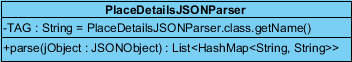 PlaceDetailsJSONParser
-TAG : String = PlaceDetailsJSONParser.class.getName()
+parse(jObject : JSONObject) : List<HashMap<String, String>>